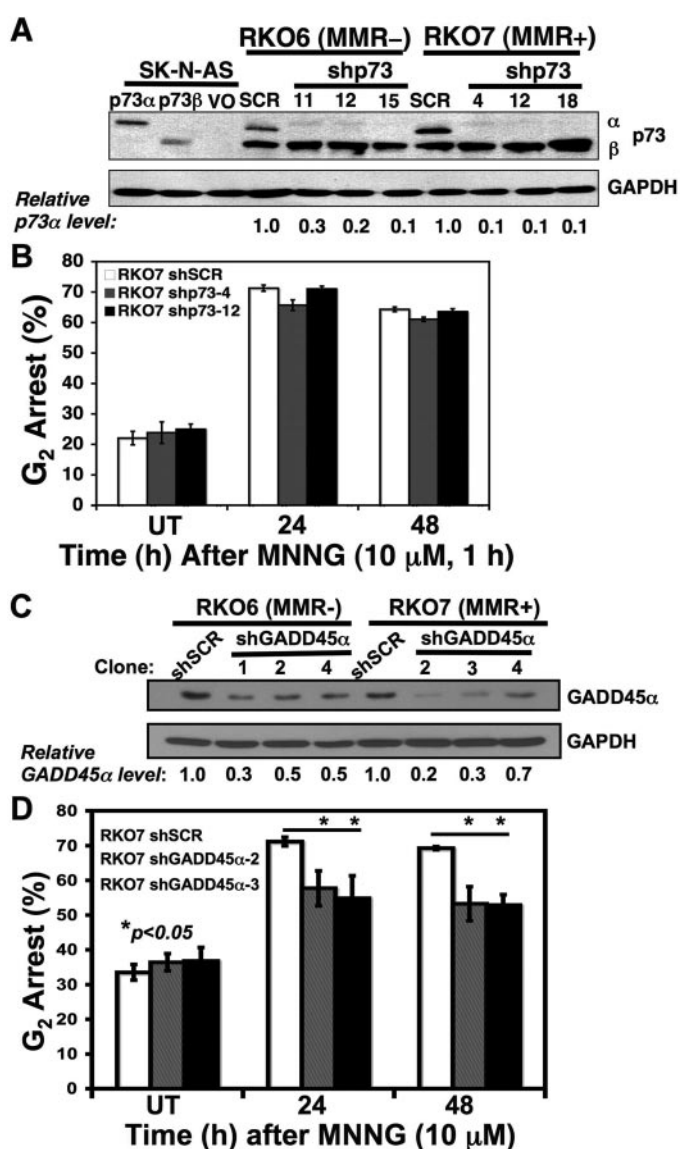 A
RKO6 (MMR–) RKO7 (MMR+)
SK-N-AS shp73 shp73
p73α p73β VO SCR 11 12 15 SCR 4 12 18
α
β
p73
GAPDH
Relative
p73α level: 1.0 0.3 0.2 0.1 1.0 0.1 0.1 0.1
B
80
70
60
50
40
30
20
10
0
G2 Arrest (%)
RKO7 shSCR
RKO7 shp73-4
RKO7 shp73-12
UT 24 48
Time (h) After MNNG (10 μM, 1 h)
C
RKO6 (MMR-) RKO7 (MMR+)
shSCR shGADD45α shSCR shGADD45α
Clone: 1 2 4 2 3 4
GADD45α
GAPDH
Relative
GADD45α level: 1.0 0.3 0.5 0.5 1.0 0.2 0.3 0.7
D
80
70
60
50
40
30
20
10
0
G2 Arrest (%)
RKO7 shSCR
RKO7 shGADD45α-2
RKO7 shGADD45α-3
*p<0.05
* * * *
UT 24 48
Time (h) after MNNG (10 μM)